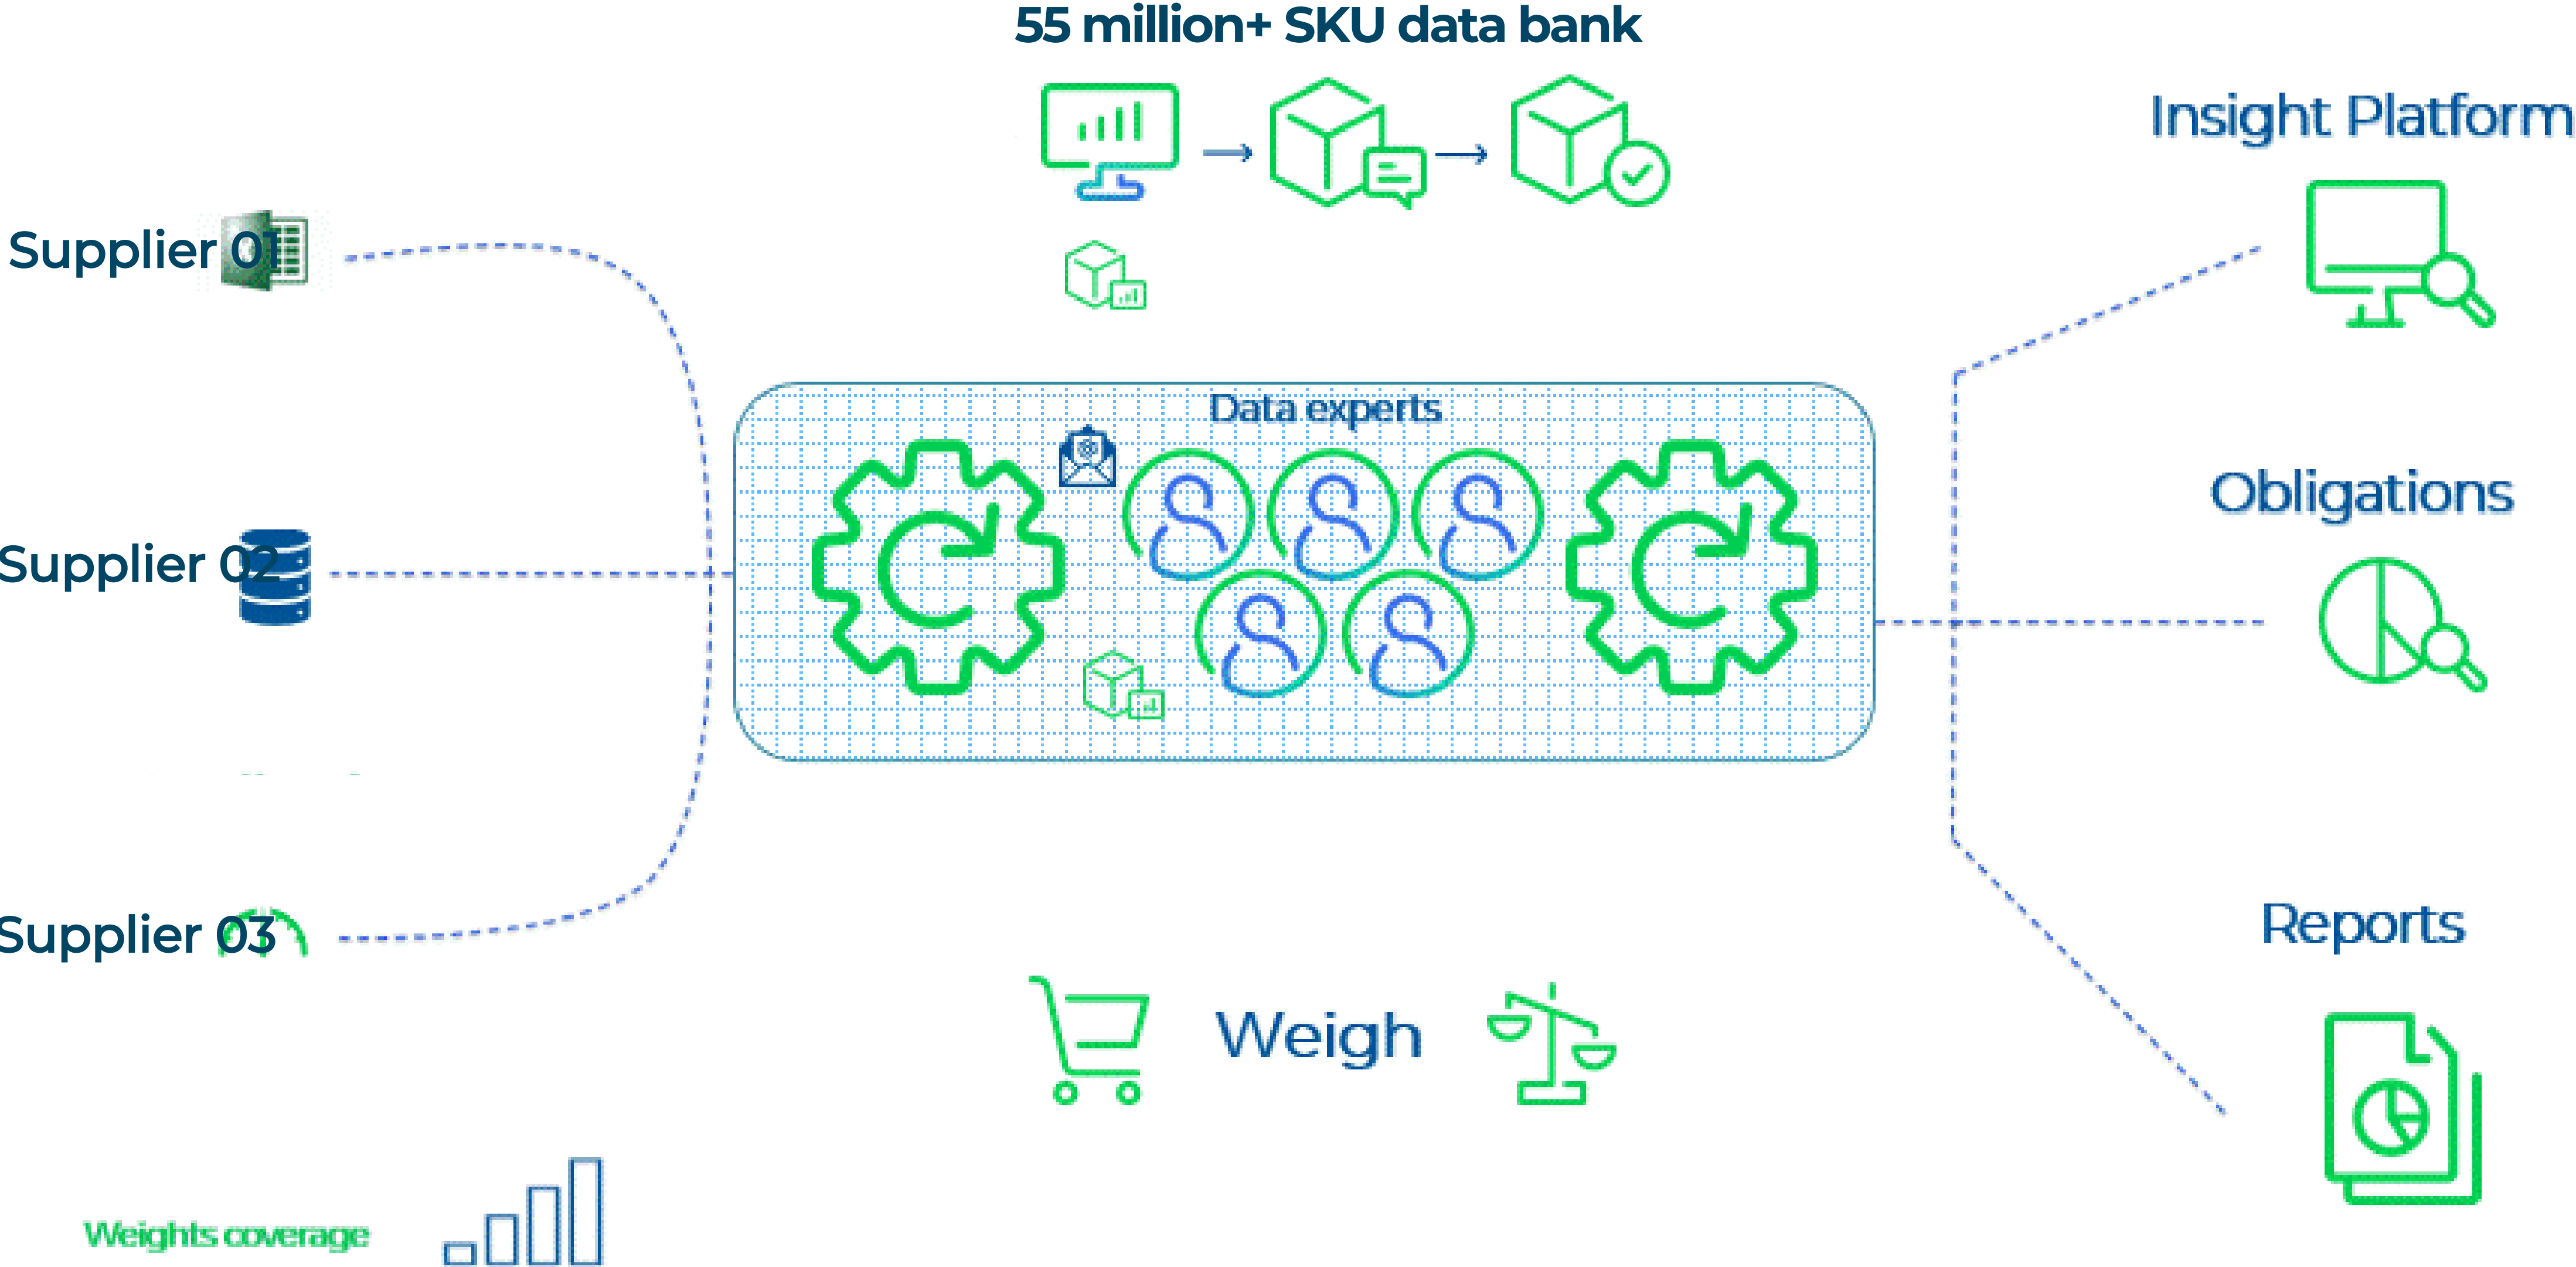 55 million+ SKU data bank
Insight Platform
Supplier 01
Data experts
Obligations
Supplier 02
Reports
Supplier 03
Weigh
Weights coverage